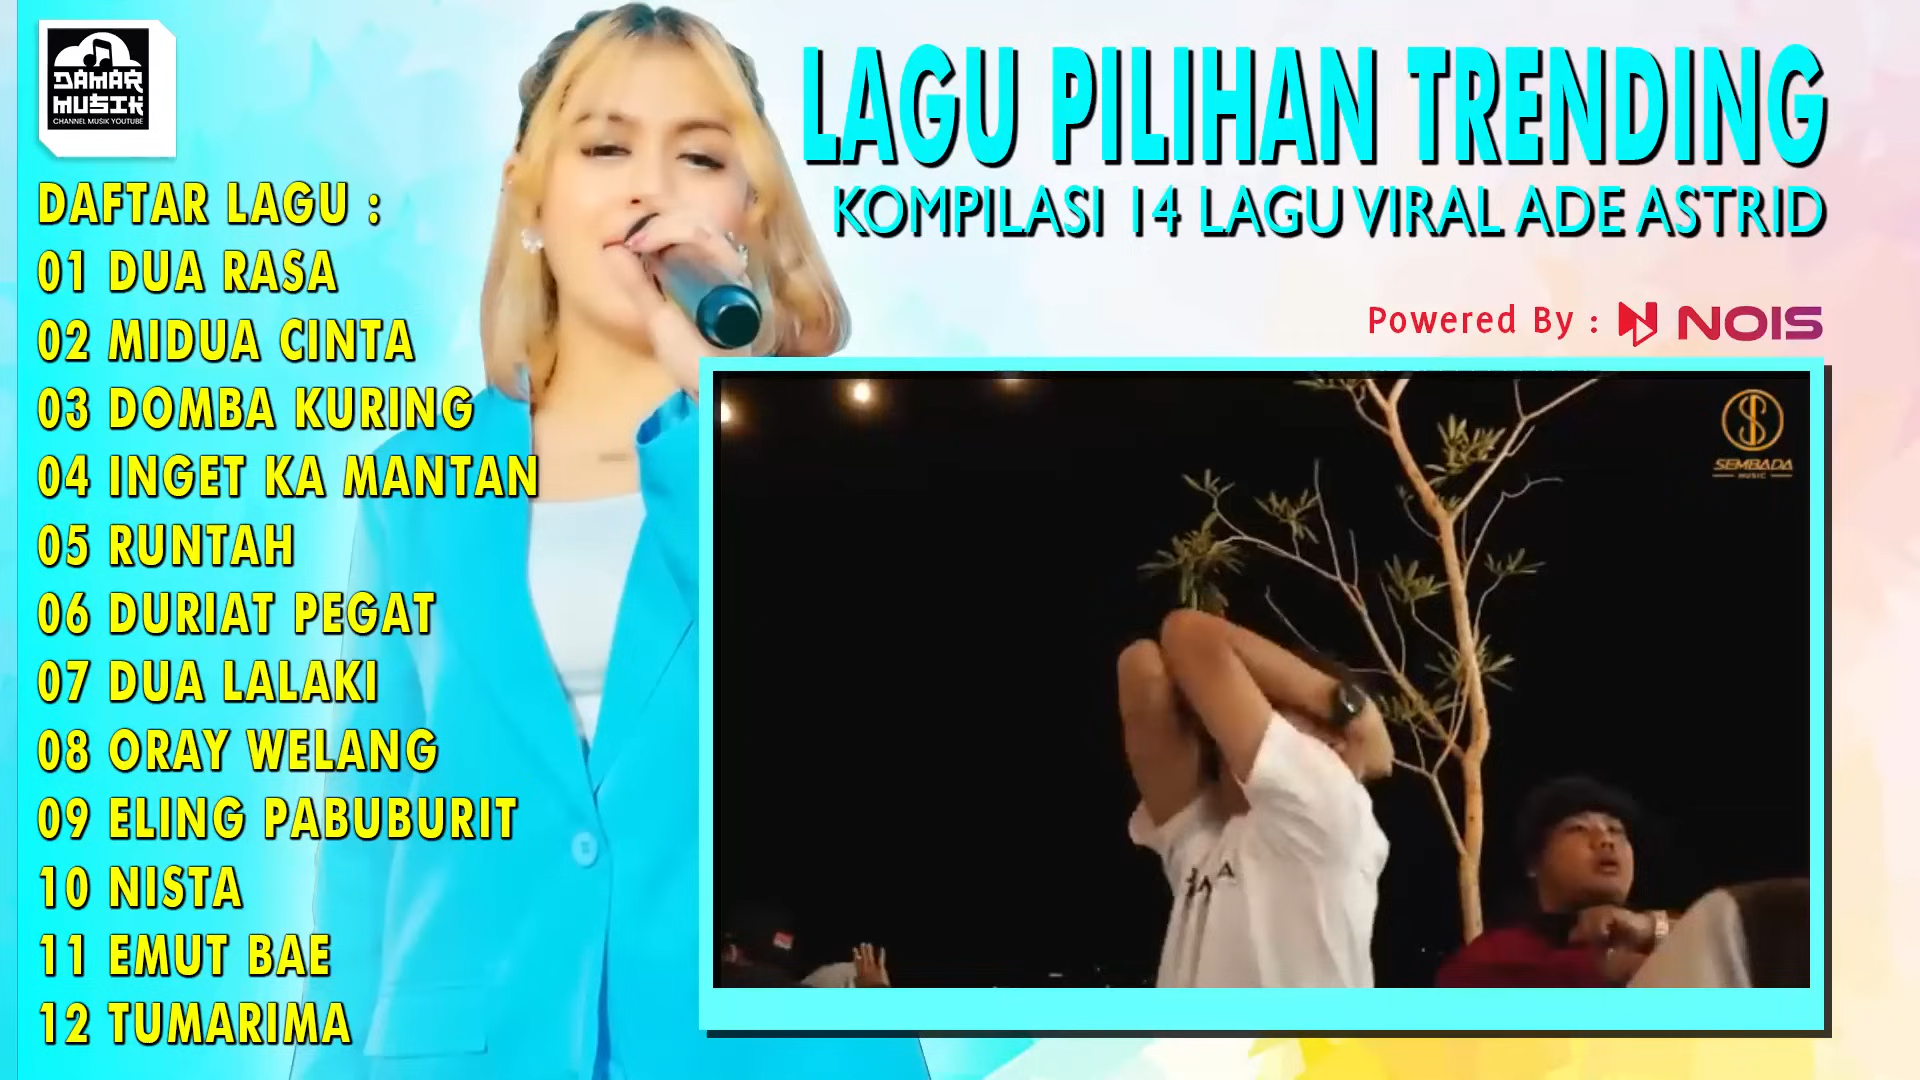 DAMAR
MUSIK
CHANNEL MUSIK YOUTUBE
LAGU PILIHAN TRENDING
KOMPILASI 14 LAGU VIRAL ADE ASTRID
Powered By : NOIS
DAFTAR LAGU :
01 DUA RASA
02 MIDUA CINTA
03 DOMBA KURING
04 INGET KA MANTAN
05 RUNTAH
06 DURIAT PEGAT
07 DUA LALAKI
08 ORAY WELANG
09 ELING PABUBURIT
10 NISTA
11 EMUT BAE
12 TUMARIMA
SEMBADA
MUSIC